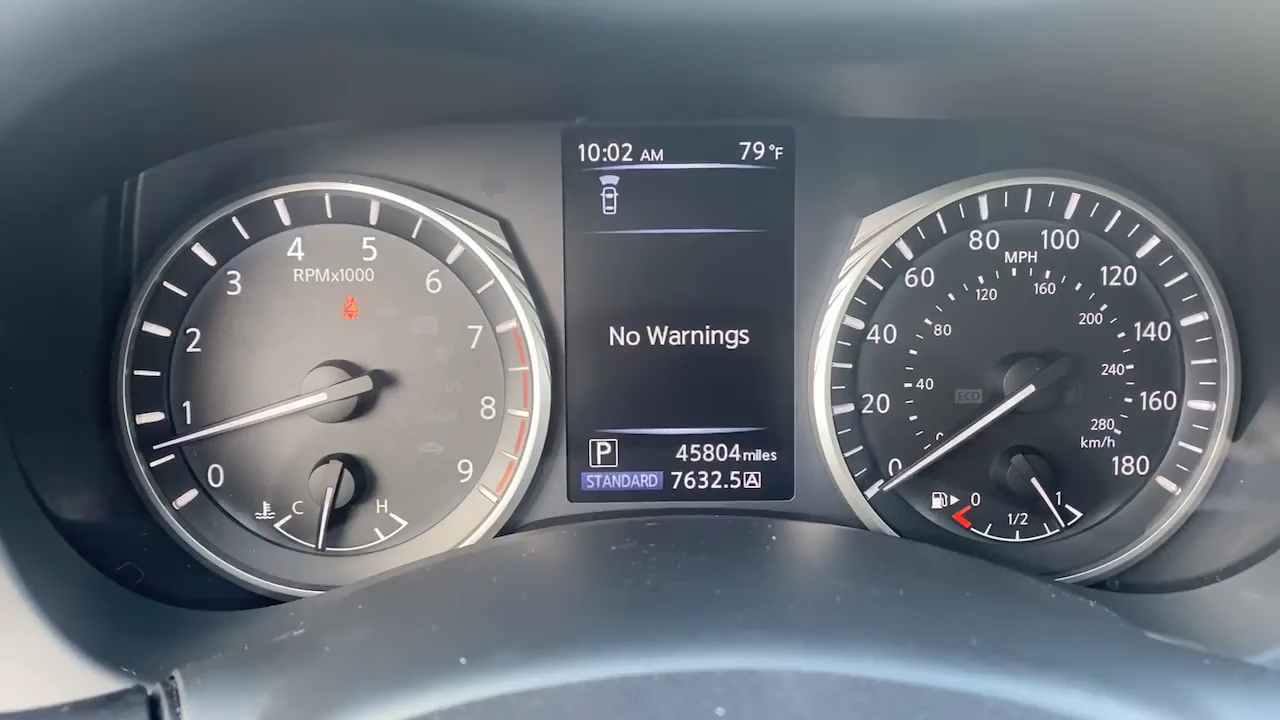 10:02 AM 79 °F
No Warnings
P 45804 miles
STANDARD 7632.5 A
0 1 2 3 4 5 6 7 8 9
RPMx1000
C H
0 20 40 60 80 100 120 140 160 180
MPH
0 40 80 120 160 200 240 280
km/h
ECO
0 1/2 1